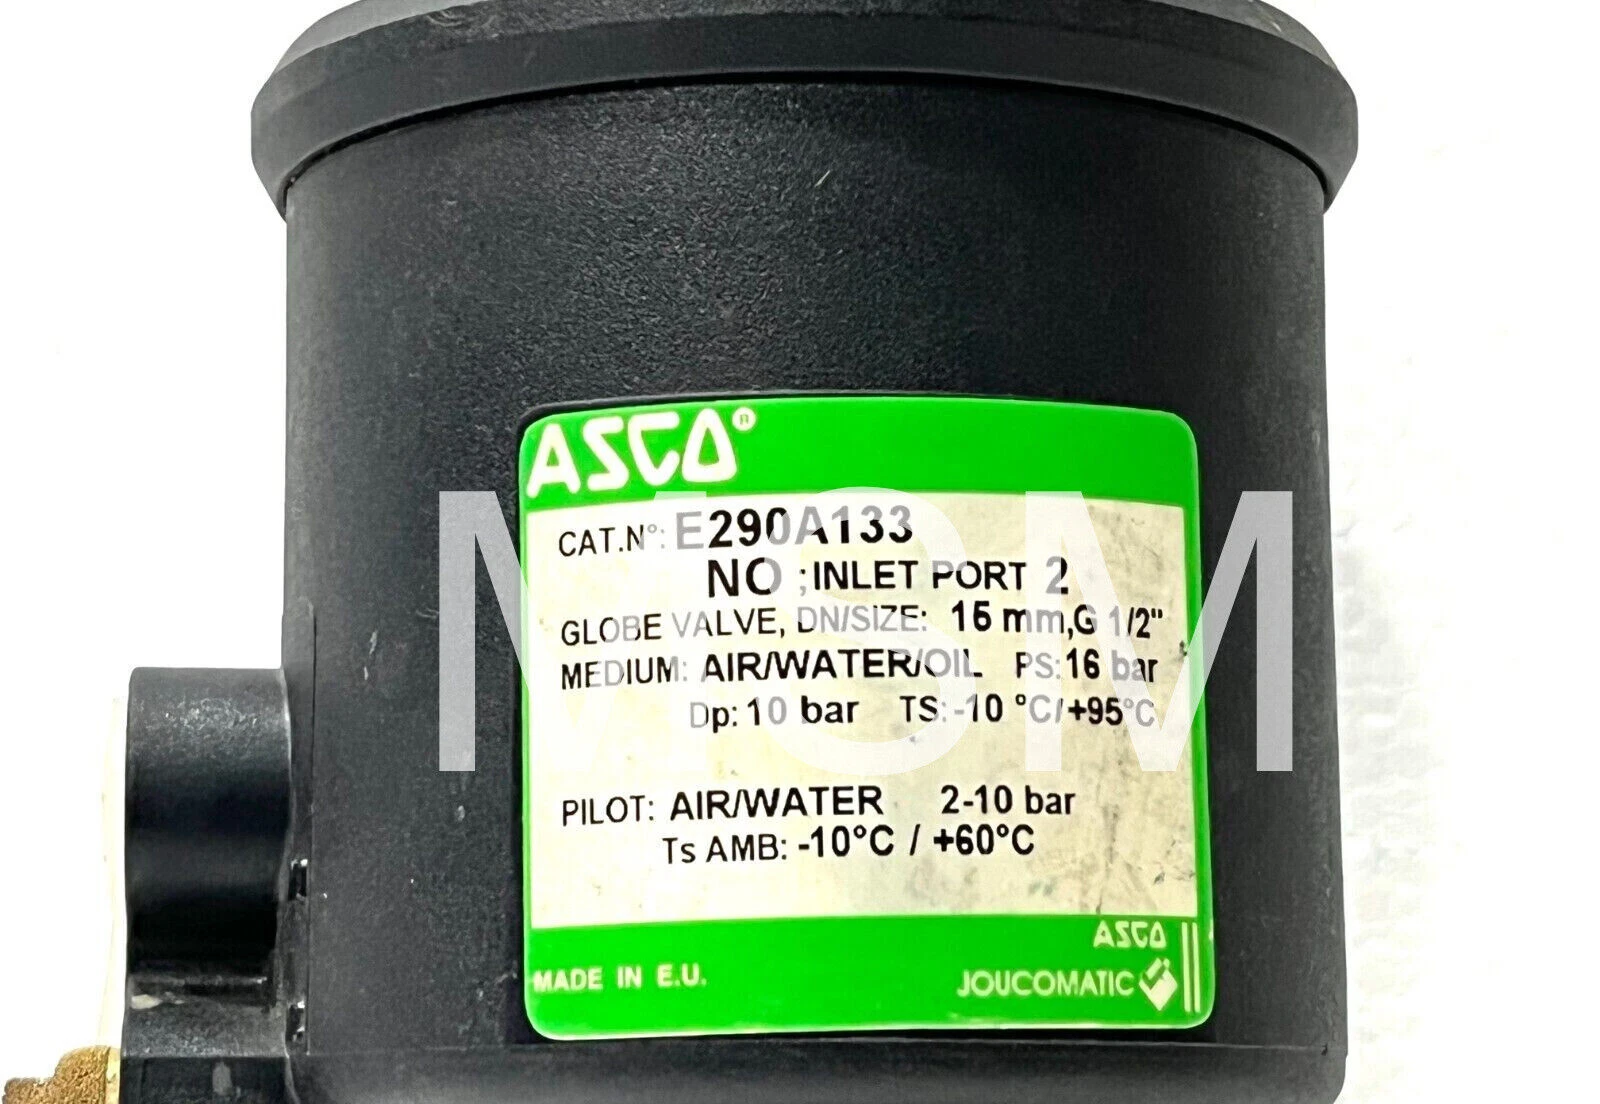 ASCO®
CAT.N°: E290A133
NO ;INLET PORT 2
GLOBE VALVE, DN/SIZE: 15 mm,G 1/2"
MEDIUM: AIR/WATER/OIL PS:16 bar
Dp:10 bar TS:-10 °C/+95°C
PILOT: AIR/WATER 2-10 bar
Ts AMB: -10°C / +60°C
ASCO
MADE IN E.U. JOUCOMATIC
MSM